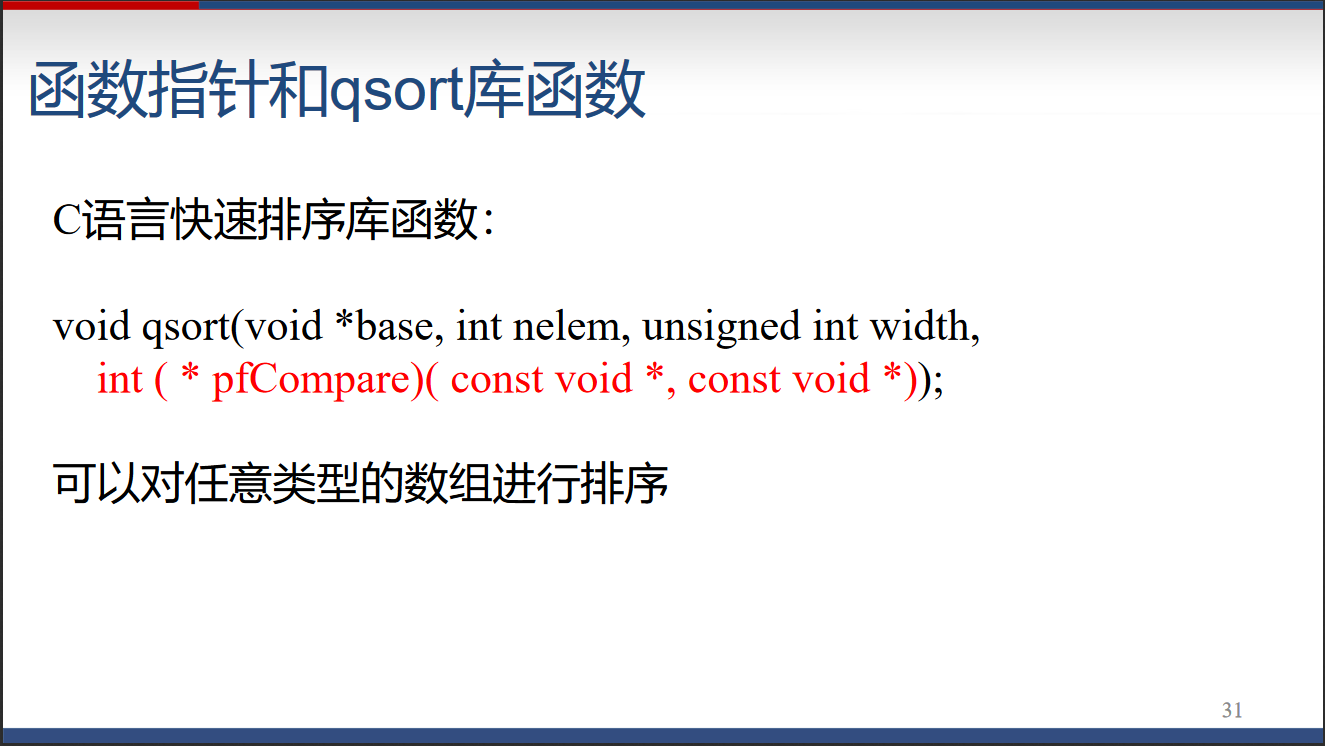 函数指针和qsort库函数
C语言快速排序库函数：
void qsort(void *base, int nelem, unsigned int width,
int ( * pfCompare)( const void *, const void *));
可以对任意类型的数组进行排序
31